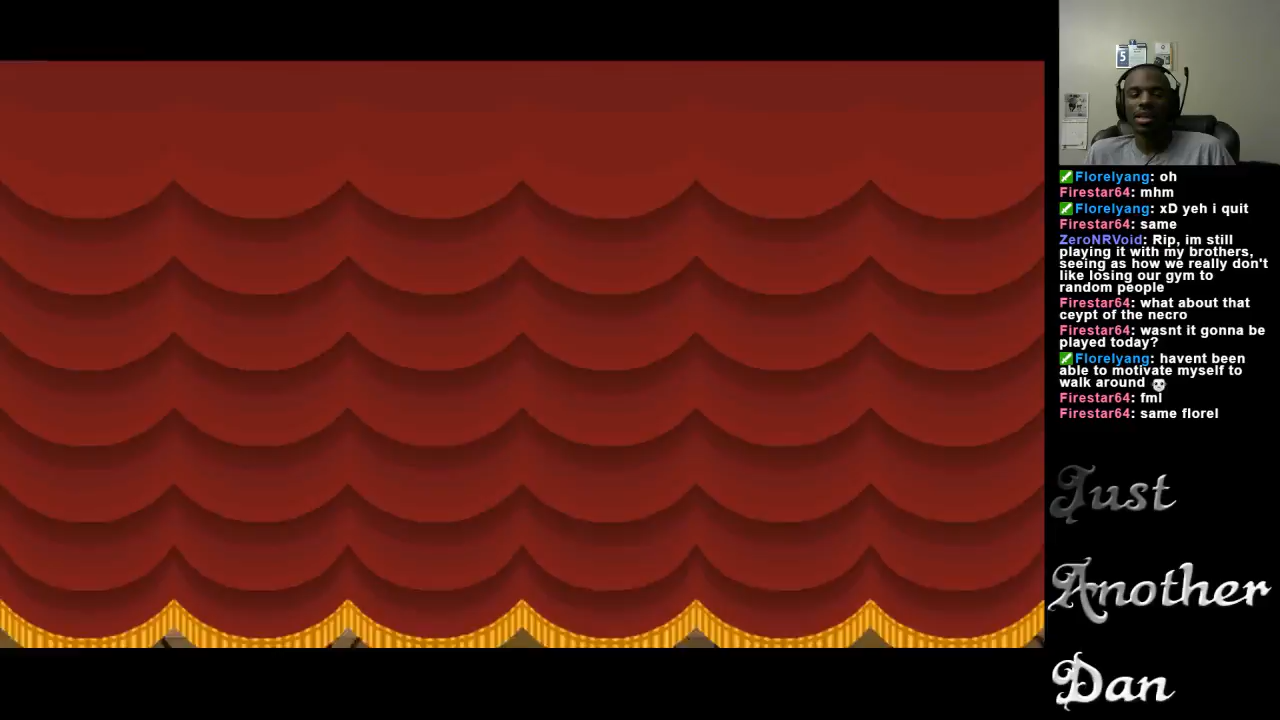 5
Florelyang: oh
Firestar64: mhm
Florelyang: xD yeh i quit
Firestar64: same
ZeroNRVoid: Rip, im still
playing it with my brothers,
seeing as how we really don't
like losing our gym to
random people
Firestar64: what about that
ceypt of the necro
Firestar64: wasnt it gonna be
played today?
Florelyang: havent been
able to motivate myself to
walk around
Firestar64: fml
Firestar64: same florel
Just
Another
Dan